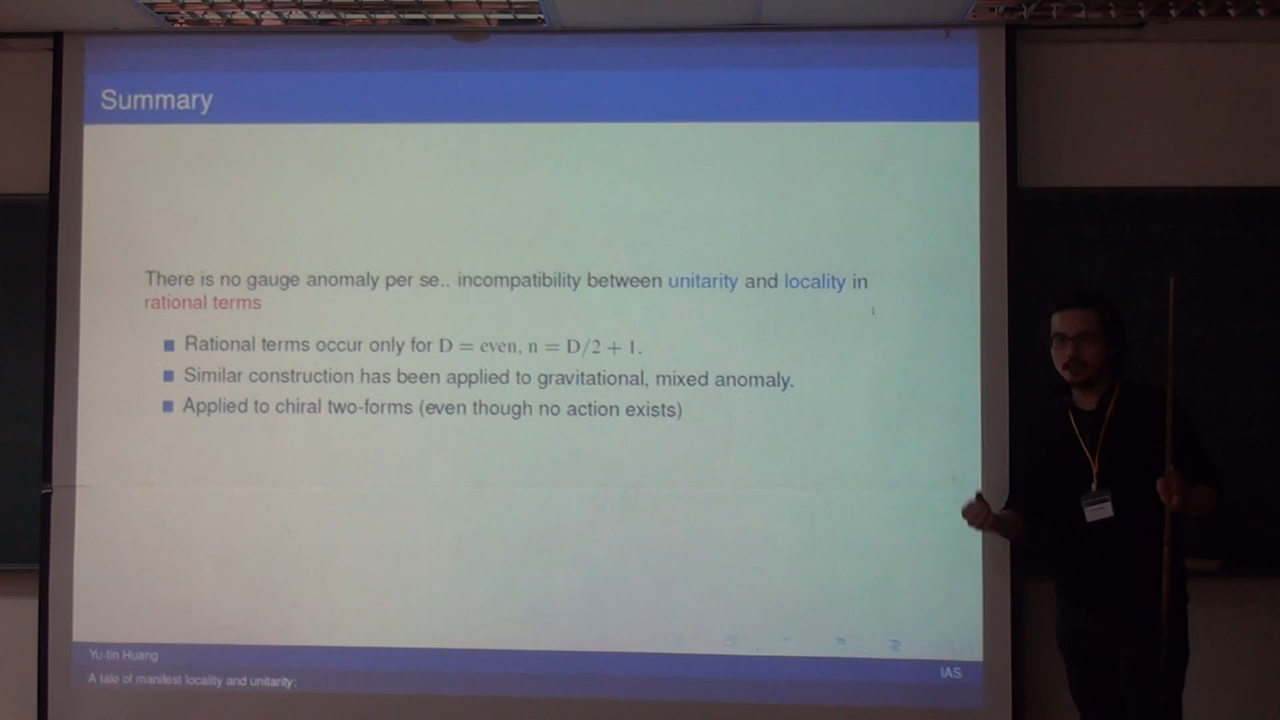 Summary
There is no gauge anomaly per se.. incompatibility between unitarity and locality in
rational terms
Rational terms occur only for D = even, n = D/2 + 1.
Similar construction has been applied to gravitational, mixed anomaly.
Applied to chiral two-forms (even though no action exists)
Yu-tin Huang
IAS
A tale of manifest locality and unitarity: